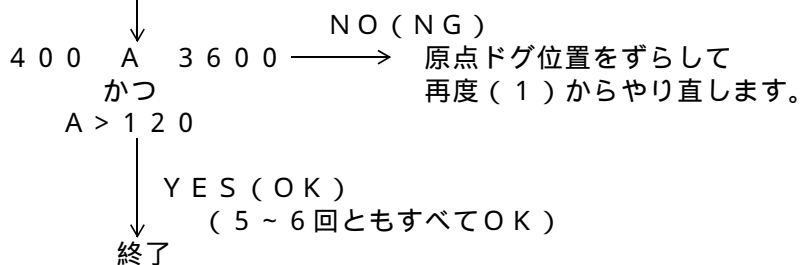 NO(NG)
400 A 3600 原点ドグ位置をずらして
かつ 再度(1)からやり直します。
A>120
YES(OK)
(5~6回ともすべてOK)
終了